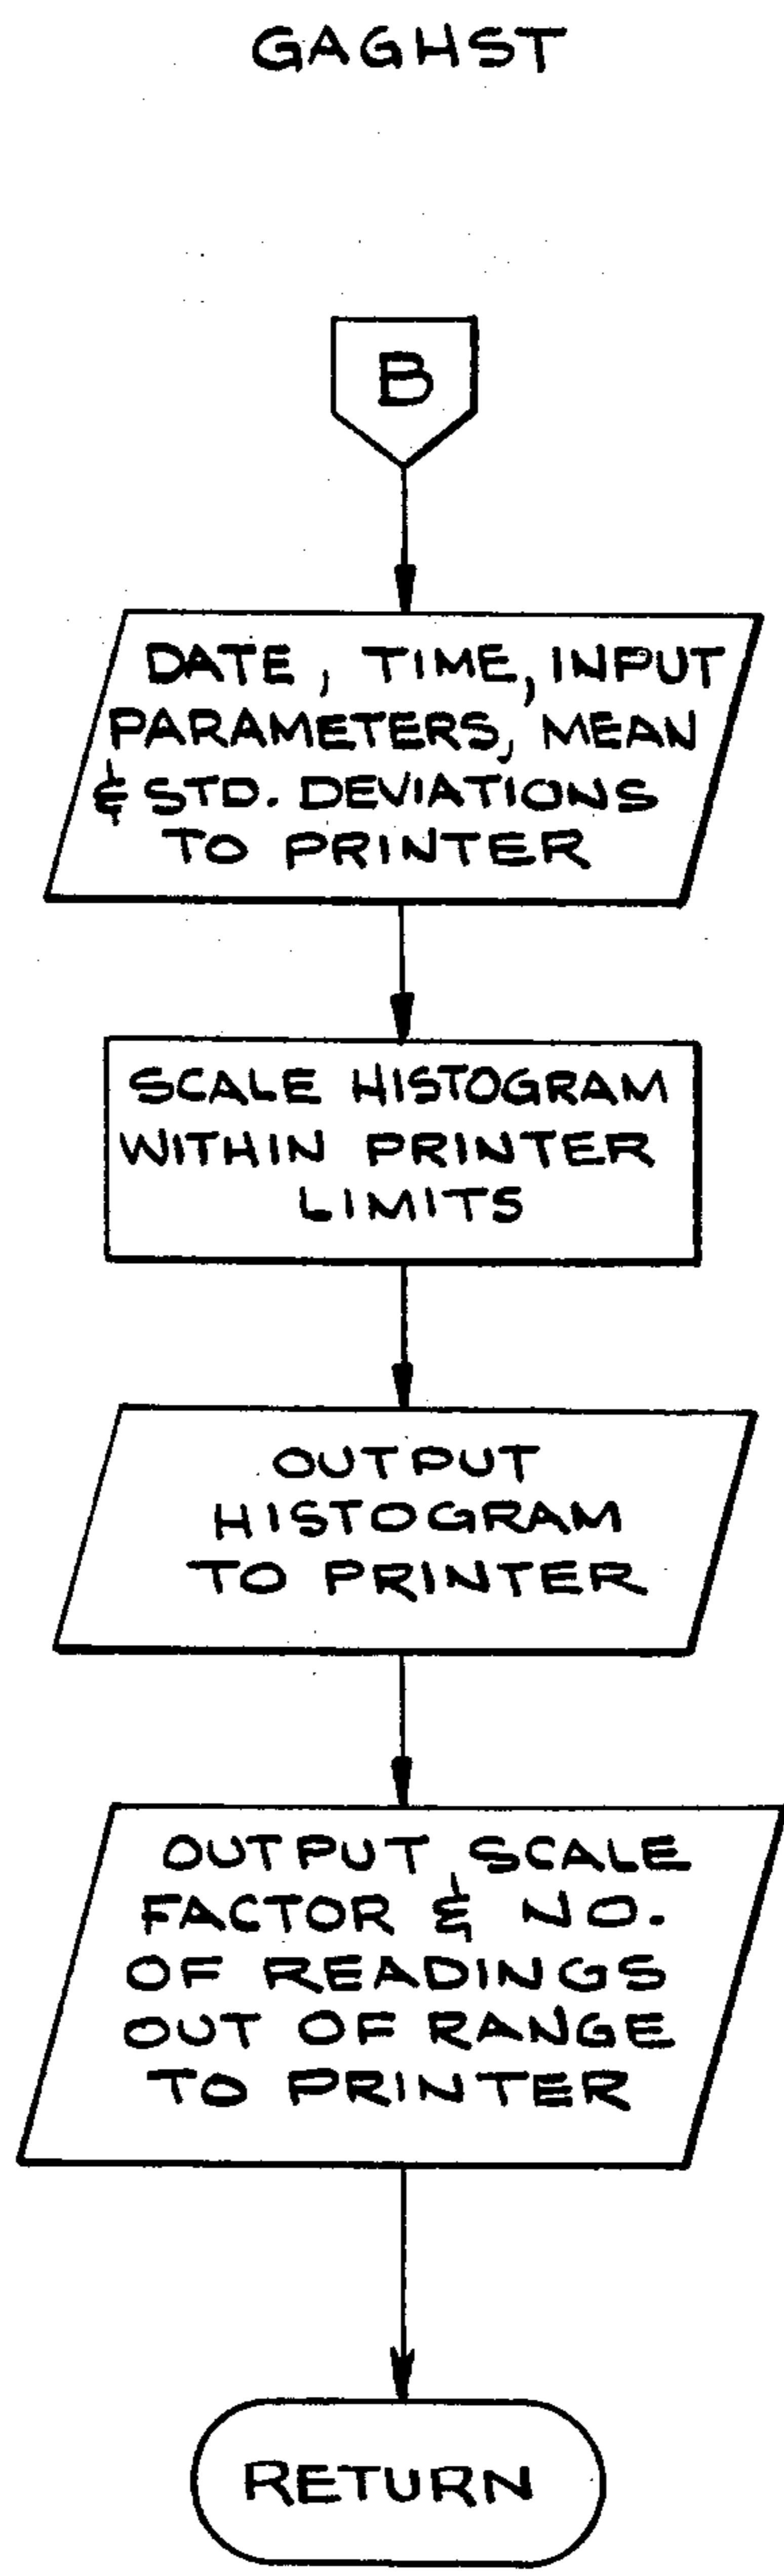 GAGHST
B
DATE, TIME, INPUT
PARAMETERS, MEAN
& STD. DEVIATIONS
TO PRINTER
SCALE HISTOGRAM
WITHIN PRINTER
LIMITS
OUTPUT
HISTOGRAM
TO PRINTER
OUTPUT SCALE
FACTOR & NO.
OF READINGS
OUT OF RANGE
TO PRINTER
RETURN